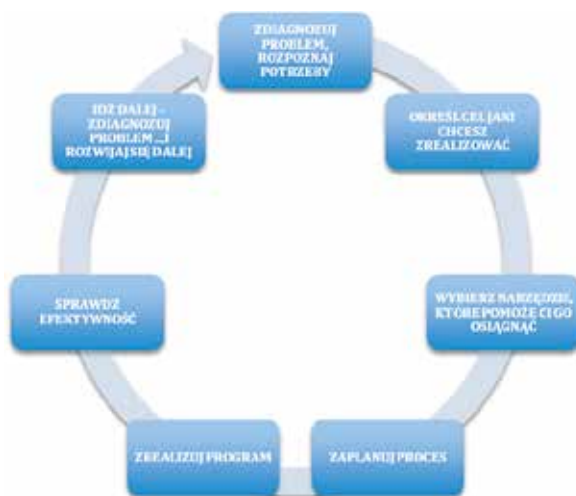 ZDIAGNOZUJ
PROBLEM,
ROZPOZNAJ
POTRZEBY
OKREŚL CEL JAKI
CHCESZ
ZREALIZOWAĆ
WYBIERZ NARZĘDZIE,
KTÓRE POMOŻE CI GO
OSIĄGNĄĆ
ZAPLANUJ PROCES
ZREALIZUJ PROGRAM
SPRAWDŹ
EFEKTYWNOŚĆ
IDŹ DALEJ –
ZDIAGNOZUJ
PROBLEM ...I
ROZWIJAJ SIĘ DALEJ